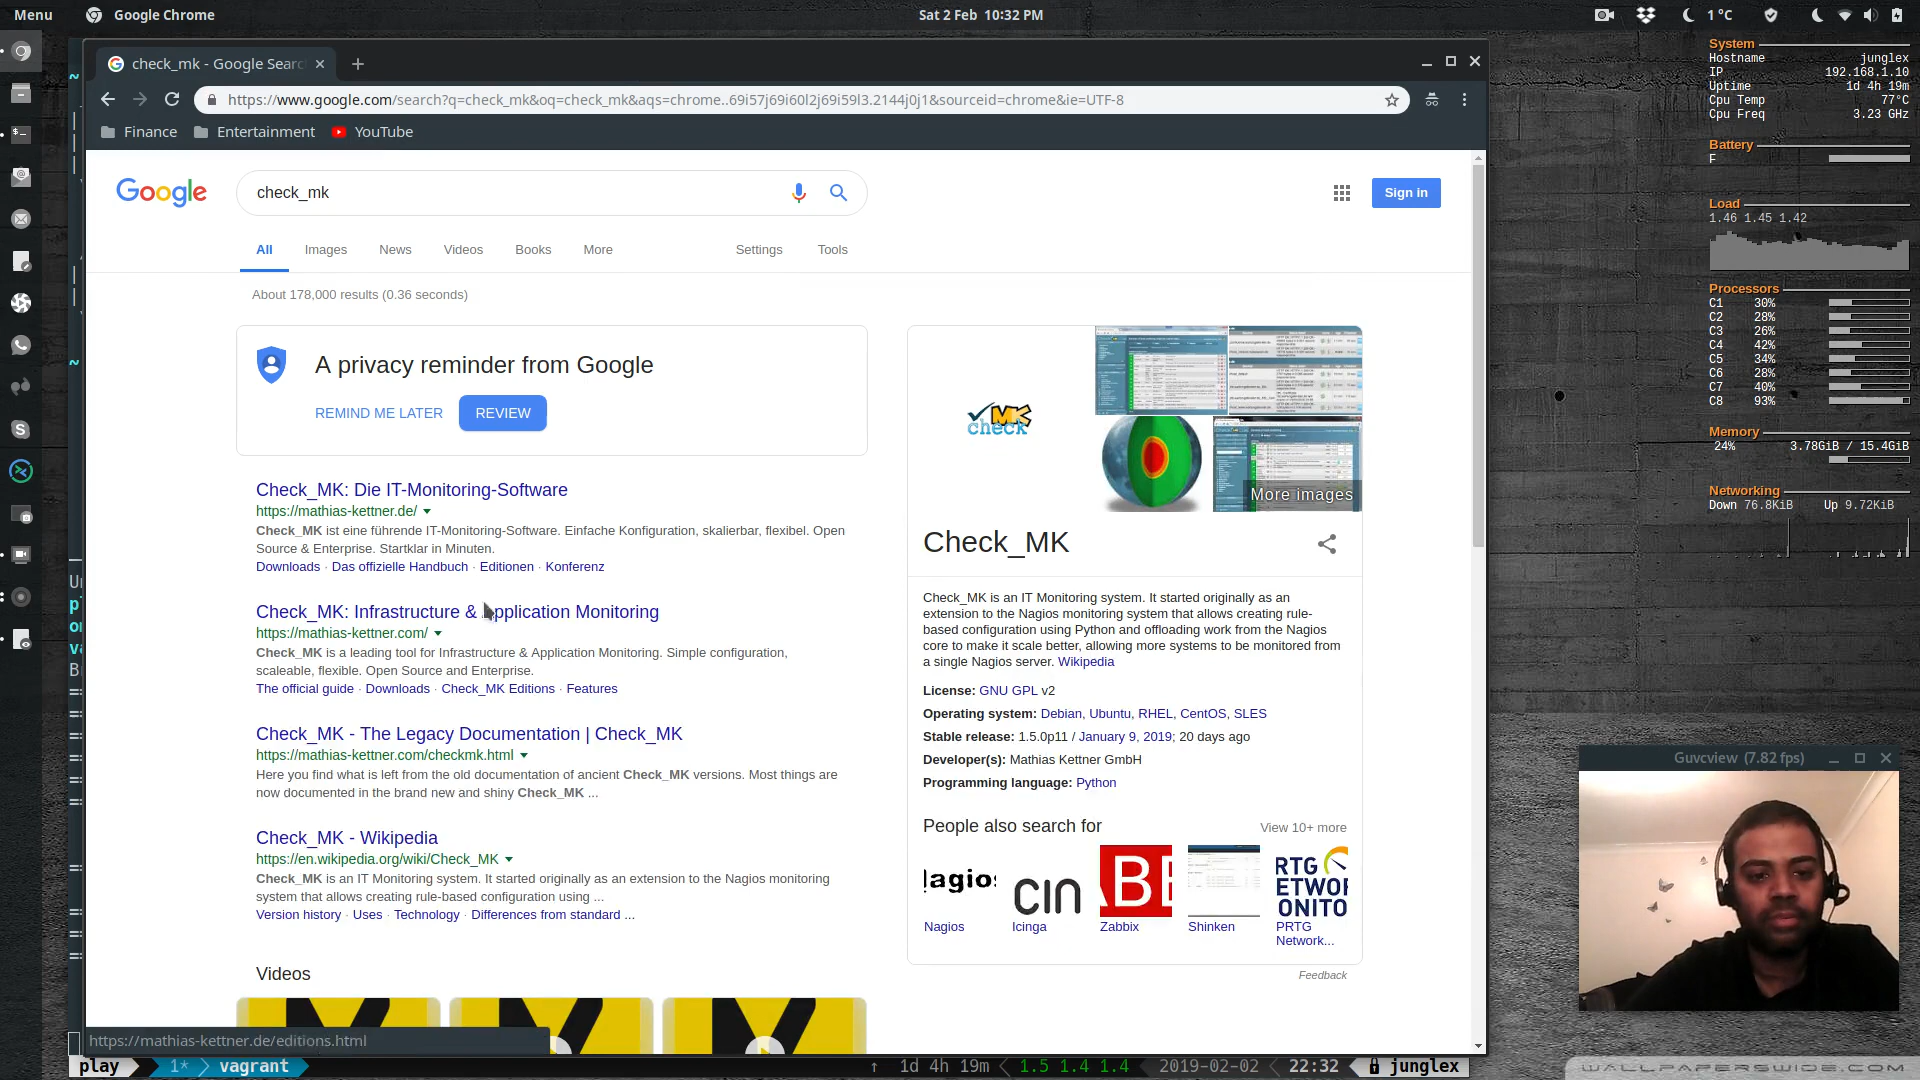 Menu
Google Chrome
Sat 2 Feb 10:32 PM
1 °C
check_mk - Google Searc
https://www.google.com/search?q=check_mk&oq=check_mk&aqs=chrome..69i57j69i60l2j69i59l3.2144j0j1&sourceid=chrome&ie=UTF-8
Finance
Entertainment
YouTube
Google
check_mk
Sign in
All
Images
News
Videos
Books
More
Settings
Tools
About 178,000 results (0.36 seconds)
A privacy reminder from Google
REMIND ME LATER
REVIEW
Check_MK: Die IT-Monitoring-Software
https://mathias-kettner.de/
Check_MK ist eine führende IT-Monitoring-Software. Einfache Konfiguration, skalierbar, flexibel. Open
Source & Enterprise. Startklar in Minuten.
Downloads · Das offizielle Handbuch · Editionen · Konferenz
Check_MK: Infrastructure & Application Monitoring
https://mathias-kettner.com/
Check_MK is a leading tool for Infrastructure & Application Monitoring. Simple configuration,
scaleable, flexible. Open Source and Enterprise.
The official guide · Downloads · Check_MK Editions · Features
Check_MK - The Legacy Documentation | Check_MK
https://mathias-kettner.com/checkmk.html
Here you find what is left from the old documentation of ancient Check_MK versions. Most things are
now documented in the brand new and shiny Check_MK ...
Check_MK - Wikipedia
https://en.wikipedia.org/wiki/Check_MK
Check_MK is an IT Monitoring system. It started originally as an extension to the Nagios monitoring
system that allows creating rule-based configuration using ...
Version history · Uses · Technology · Differences from standard ...
Videos
https://mathias-kettner.de/editions.html
MK
check
More images
Check_MK
Check_MK is an IT Monitoring system. It started originally as an
extension to the Nagios monitoring system that allows creating rule-
based configuration using Python and offloading work from the Nagios
core to make it scale better, allowing more systems to be monitored from
a single Nagios server. Wikipedia
License: GNU GPL v2
Operating system: Debian, Ubuntu, RHEL, CentOS, SLES
Stable release: 1.5.0p11 / January 9, 2019; 20 days ago
Developer(s): Mathias Kettner GmbH
Programming language: Python
People also search for
View 10+ more
Nagios
Icinga
Zabbix
Shinken
PRTG
Network...
Feedback
System
Hostname junglex
IP 192.168.1.10
Uptime 1d 4h 19m
Cpu Temp 77°C
Cpu Freq 3.23 GHz
Battery
F
Load
1.46 1.45 1.42
Processors
C1 30%
C2 28%
C3 26%
C4 42%
C5 34%
C6 28%
C7 40%
C8 93%
Memory
24% 3.78GiB / 15.4GiB
Networking
Down 76.8KiB Up 9.72KiB
Guvcview (7.82 fps)
play 1* vagrant
↑ 1d 4h 19m 1.5 1.4 1.4 2019-02-02 22:32 junglex
WALLPAPERSWIDE.COM